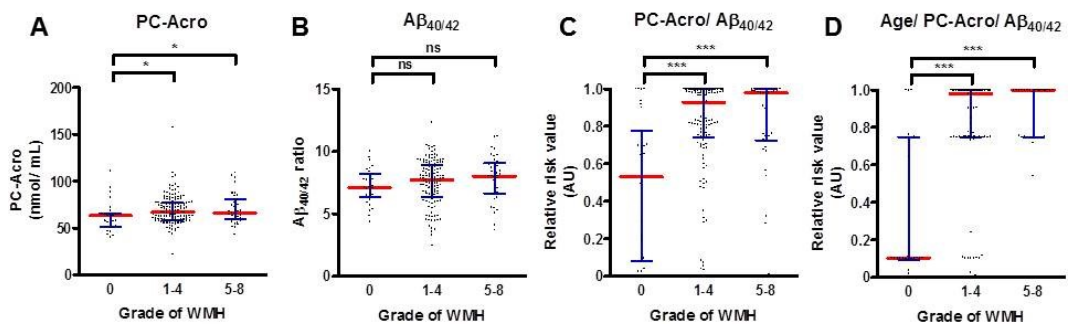 A
PC-Acro
*
*
200
150
100
50
0
PC-Acro
(nmol/ mL)
0
1-4
5-8
Grade of WMH
B
Aβ40/42
ns
ns
15
10
5
0
Aβ40/42 ratio
0
1-4
5-8
Grade of WMH
C
PC-Acro/ Aβ40/42
***
***
1.0
0.8
0.6
0.4
0.2
0
Relative risk value
(AU)
0
1-4
5-8
Grade of WMH
D
Age/ PC-Acro/ Aβ40/42
***
***
1.0
0.8
0.6
0.4
0.2
0
Relative risk value
(AU)
0
1-4
5-8
Grade of WMH